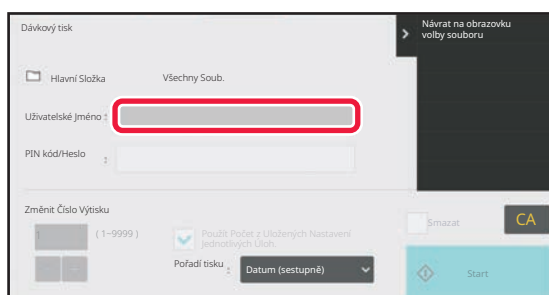 Dávkový tisk
Návrat na obrazovku
volby souboru
Hlavní Složka
Všechny Soub.
Uživatelské Jméno :
PIN kód/Heslo :
Změnit Číslo Výtisku
1
( 1~9999 )
Použít Počet z Uložených Nastavení
Jednotlivých Úloh.
Smazat
CA
Pořadí tisku :
Datum (sestupně)
Start